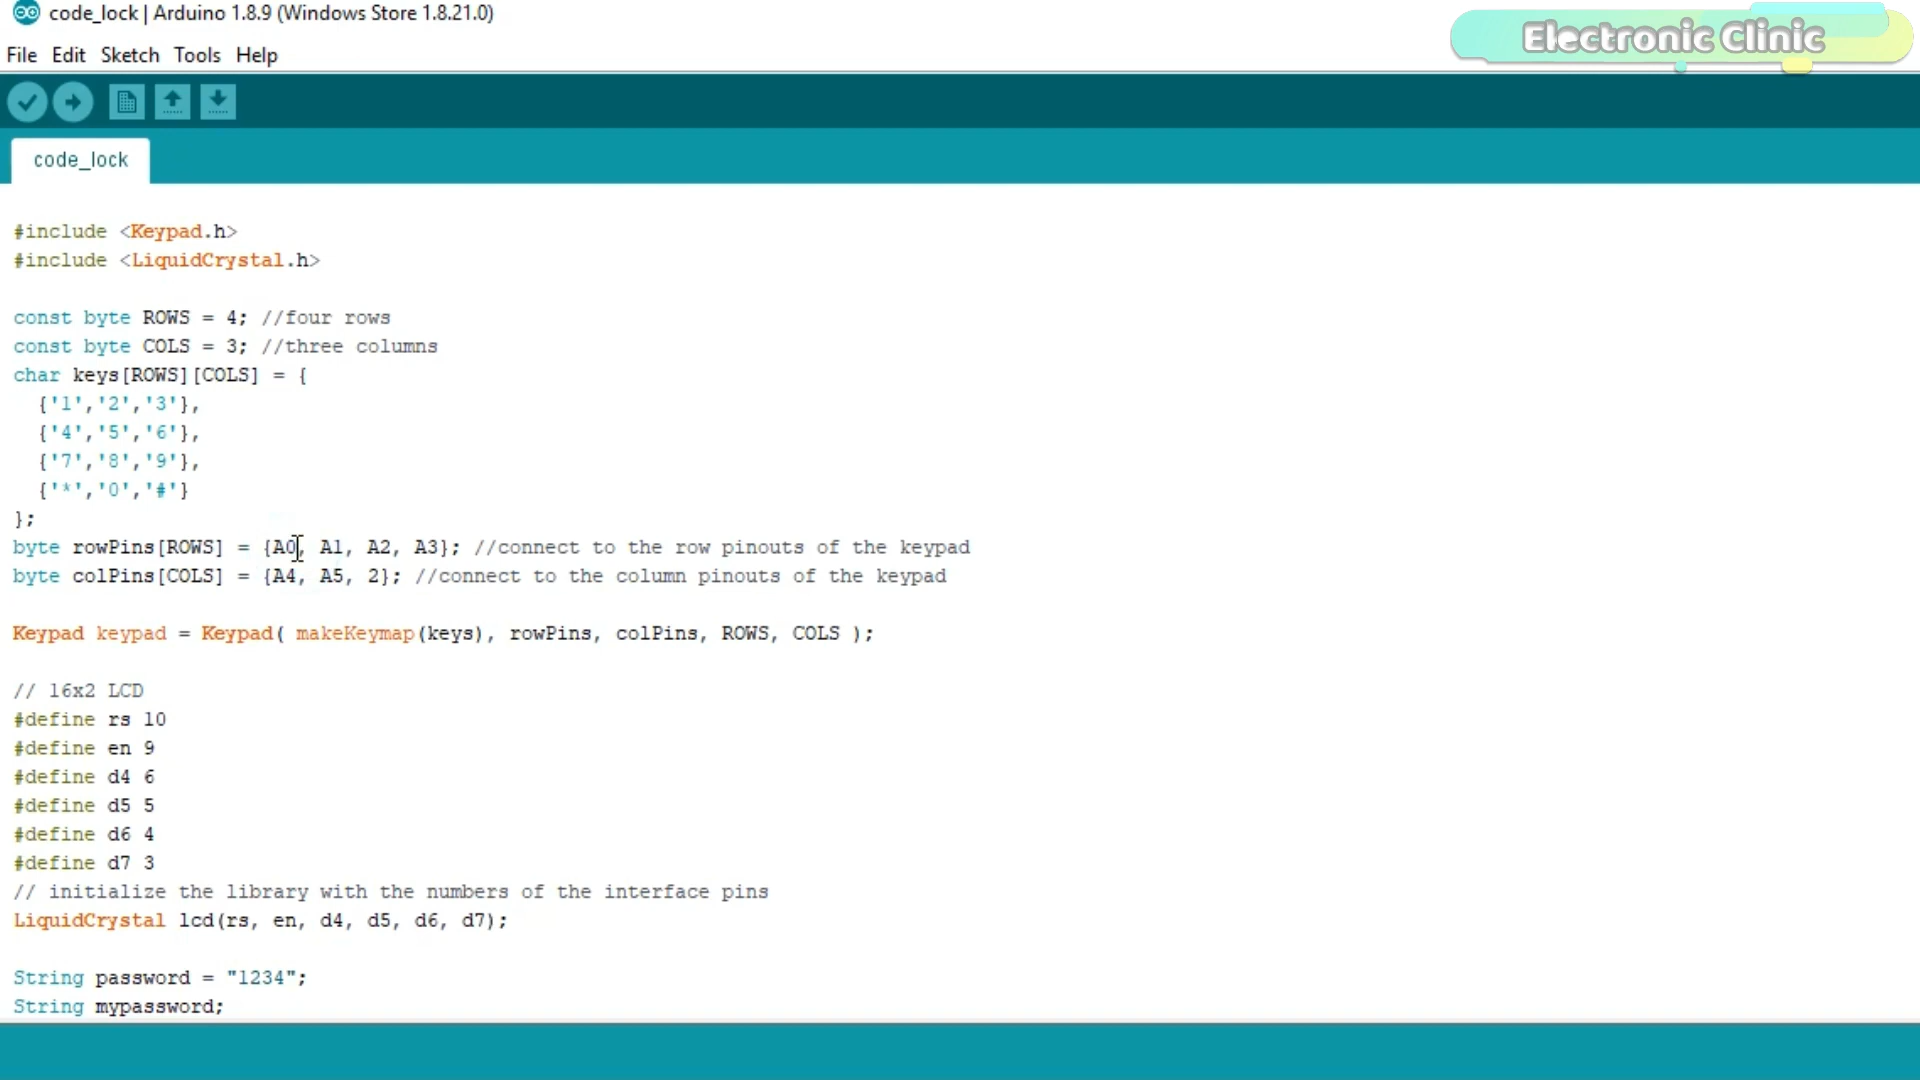 code_lock | Arduino 1.8.9 (Windows Store 1.8.21.0)
Electronic Clinic
File Edit Sketch Tools Help
code_lock
#include <Keypad.h>
#include <LiquidCrystal.h>
const byte ROWS = 4; //four rows
const byte COLS = 3; //three columns
char keys[ROWS][COLS] = {
{'1','2','3'},
{'4','5','6'},
{'7','8','9'},
{'*','0','#'}
};
byte rowPins[ROWS] = {A0, A1, A2, A3}; //connect to the row pinouts of the keypad
byte colPins[COLS] = {A4, A5, 2}; //connect to the column pinouts of the keypad
Keypad keypad = Keypad( makeKeymap(keys), rowPins, colPins, ROWS, COLS );
// 16x2 LCD
#define rs 10
#define en 9
#define d4 6
#define d5 5
#define d6 4
#define d7 3
// initialize the library with the numbers of the interface pins
LiquidCrystal lcd(rs, en, d4, d5, d6, d7);
String password = "1234";
String mypassword;